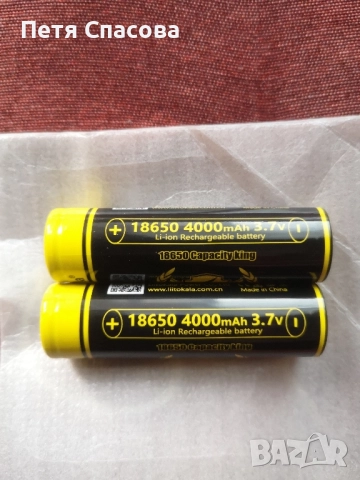 Петя Спасова
18650 4000mAh 3.7V
Li-ion Rechargeable battery
18650 Capacity king
www.liitokala.com.cn Made in China
18650 4000mAh 3.7V
Li-ion Rechargeable battery
18650 Capacity king
bazar